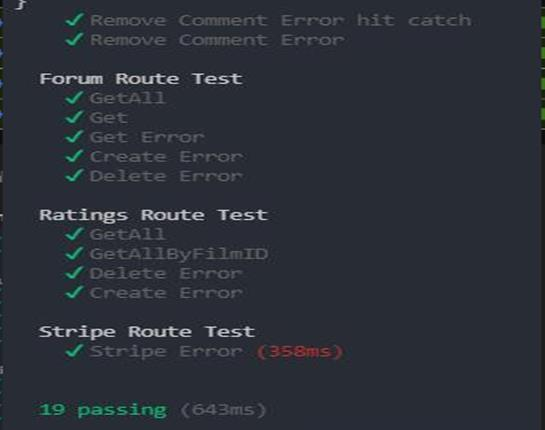 }
✓ Remove Comment Error hit catch
✓ Remove Comment Error
Forum Route Test
✓ GetAll
✓ Get
✓ Get Error
✓ Create Error
✓ Delete Error
Ratings Route Test
✓ GetAll
✓ GetAllByFilmID
✓ Delete Error
✓ Create Error
Stripe Route Test
✓ Stripe Error (358ms)
19 passing (643ms)